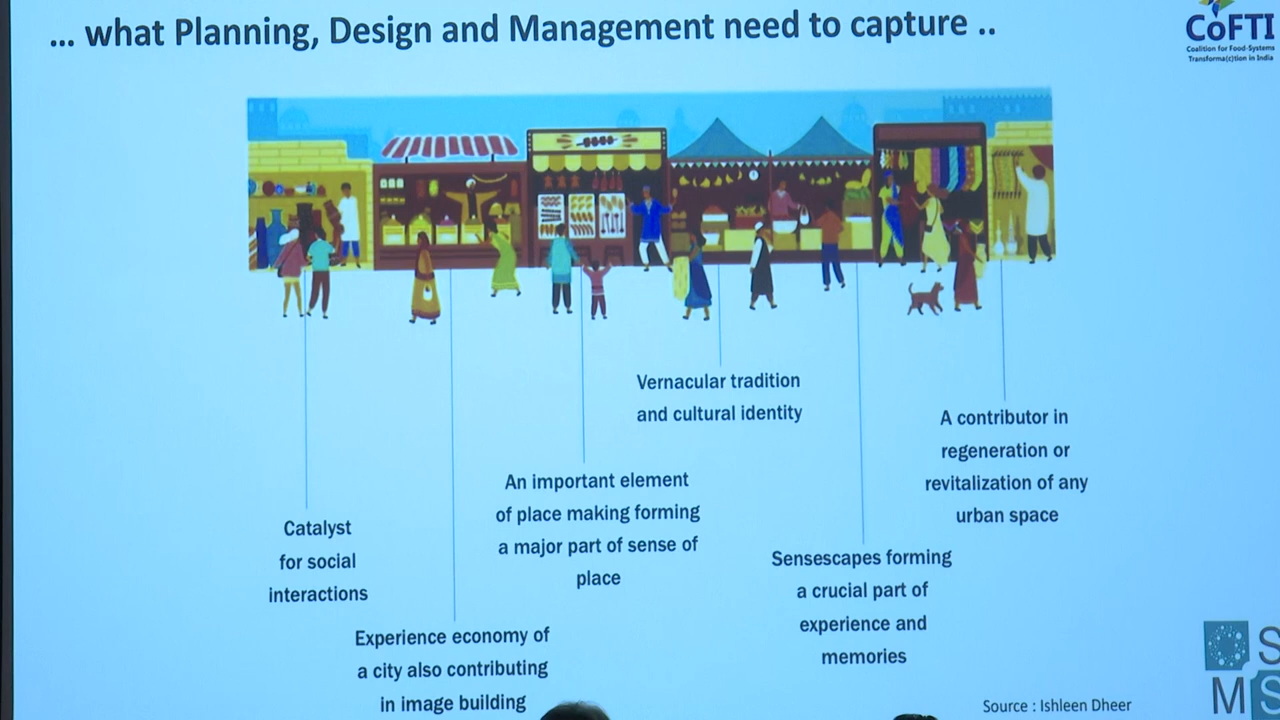 ... what Planning, Design and Management need to capture ..
CoFTI
Coalition for Food-Systems
Transforma(c)tion in India
Catalyst
for social
interactions
Experience economy of
a city also contributing
in image building
An important element
of place making forming
a major part of sense of
place
Vernacular tradition
and cultural identity
Sensescapes forming
a crucial part of
experience and
memories
A contributor in
regeneration or
revitalization of any
urban space
Source : Ishleen Dheer
S
M S